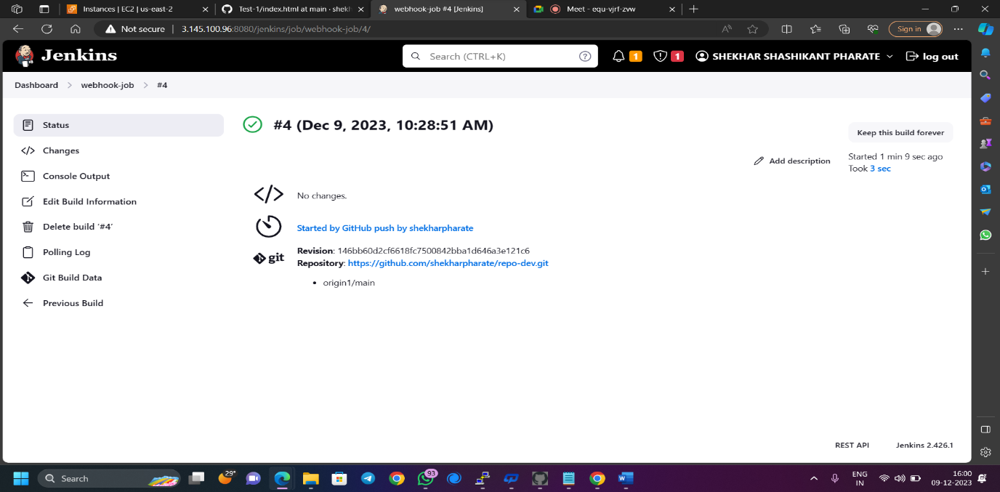 Instances | EC2 | us-east-2
Test-1/index.html at main · shekh
webhook-job #4 [Jenkins]
Meet - equ-vjrf-zvw
Not secure
3.145.100.96:8080/jenkins/job/webhook-job/4/
Sign in
Jenkins
Search (CTRL+K)
1
1
SHEKHAR SHASHIKANT PHARATE
log out
Dashboard > webhook-job > #4
Status
Changes
Console Output
Edit Build Information
Delete build '#4'
Polling Log
Git Build Data
Previous Build
#4 (Dec 9, 2023, 10:28:51 AM)
Keep this build forever
Add description
Started 1 min 9 sec ago
Took 3 sec
No changes.
Started by GitHub push by shekharpharate
git
Revision: 146bb60d2cf6618fc7500842bba1d646a3e121c6
Repository: https://github.com/shekharpharate/repo-dev.git
• origin1/main
REST API
Jenkins 2.426.1
Search
29°
93
ENG
IN
16:00
09-12-2023